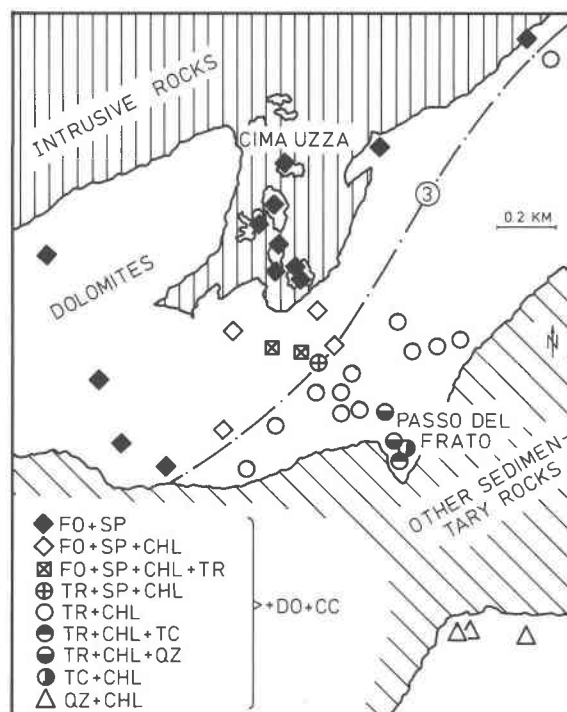 INTRUSIVE ROCKS
CIMA UZZA
3
0.2 KM
DOLOMITES
N
PASSO DEL
FRATO
OTHER SEDIMEN-
TARY ROCKS
FO+SP
FO+SP+CHL
FO+SP+CHL+TR
TR+SP+CHL
TR+CHL
TR+CHL+TC
TR+CHL+QZ
TC+CHL
QZ+CHL
+DO+CC